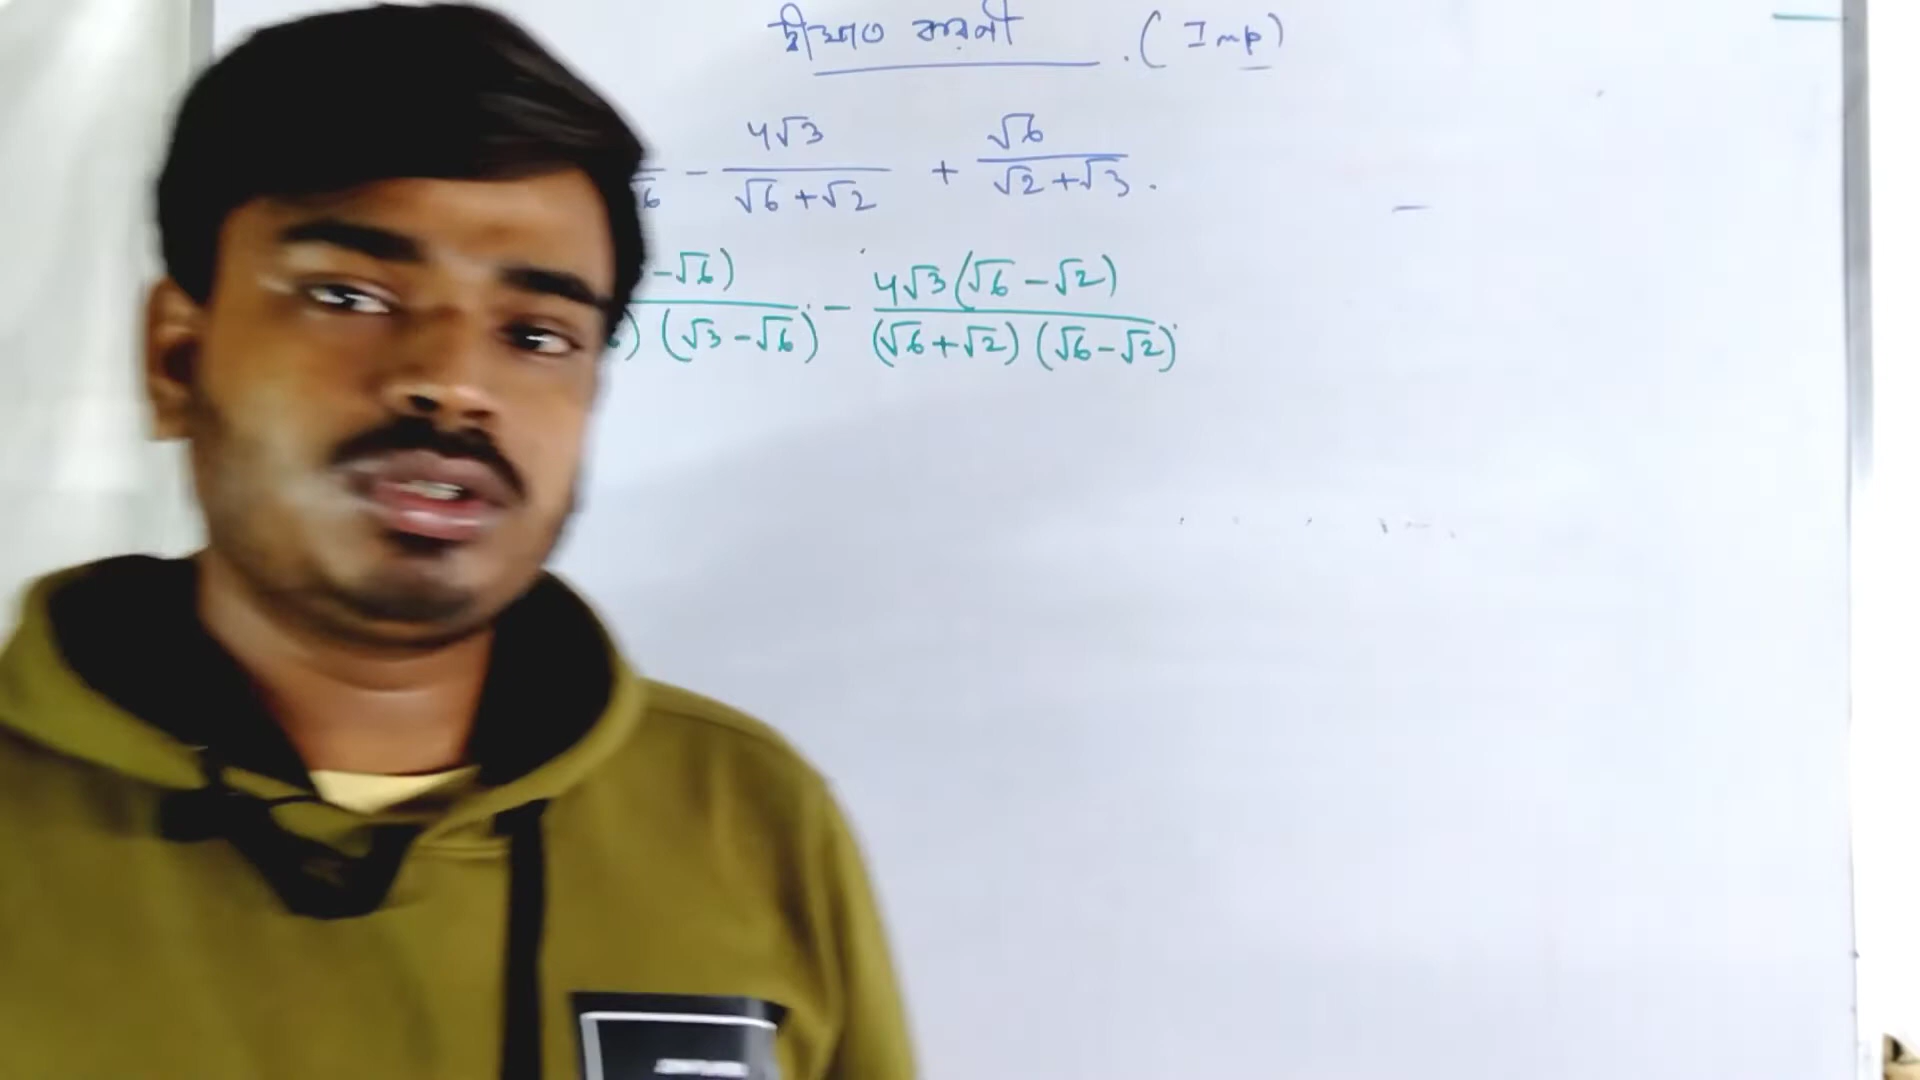 দ্বীঘাত করণী . (Imp)
√6 - 4√3/(√6+√2) + √6/(√2+√3) .
-√6) / ) (√3-√6) - 4√3(√6-√2) / (√6+√2) (√6-√2)